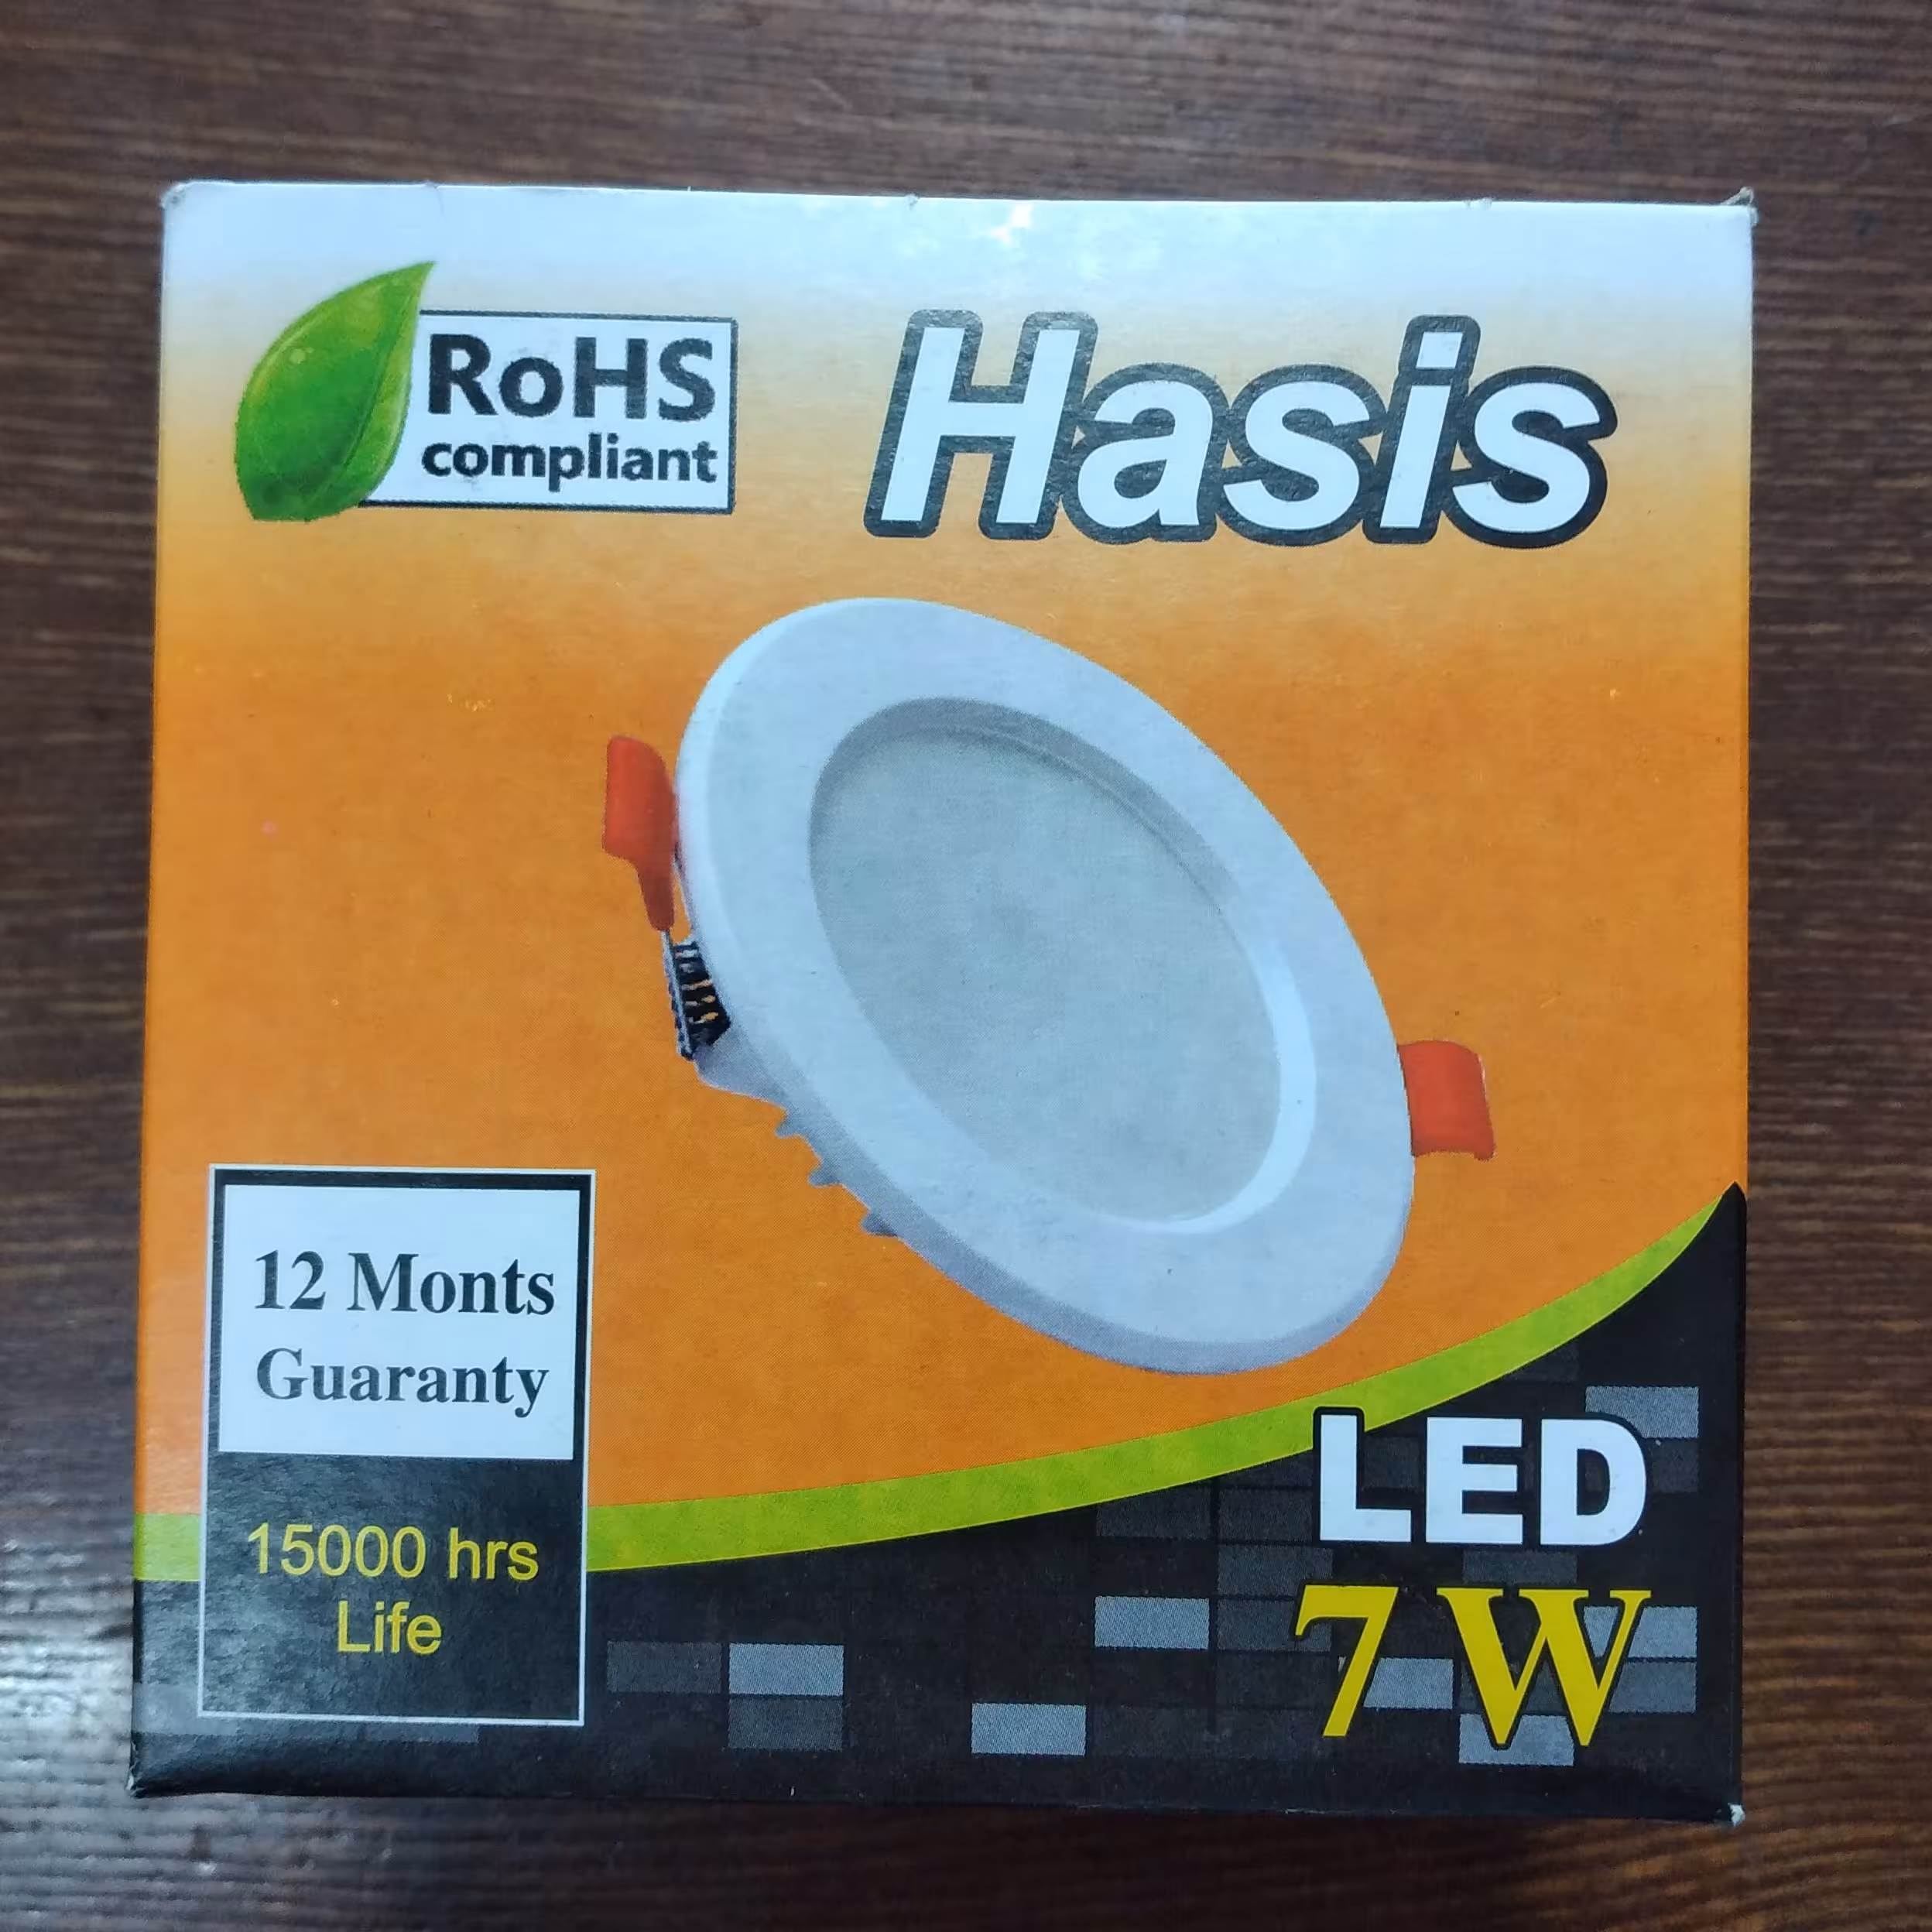 RoHS
compliant
Hasis
12 Monts
Guaranty
15000 hrs
Life
LED
7 W